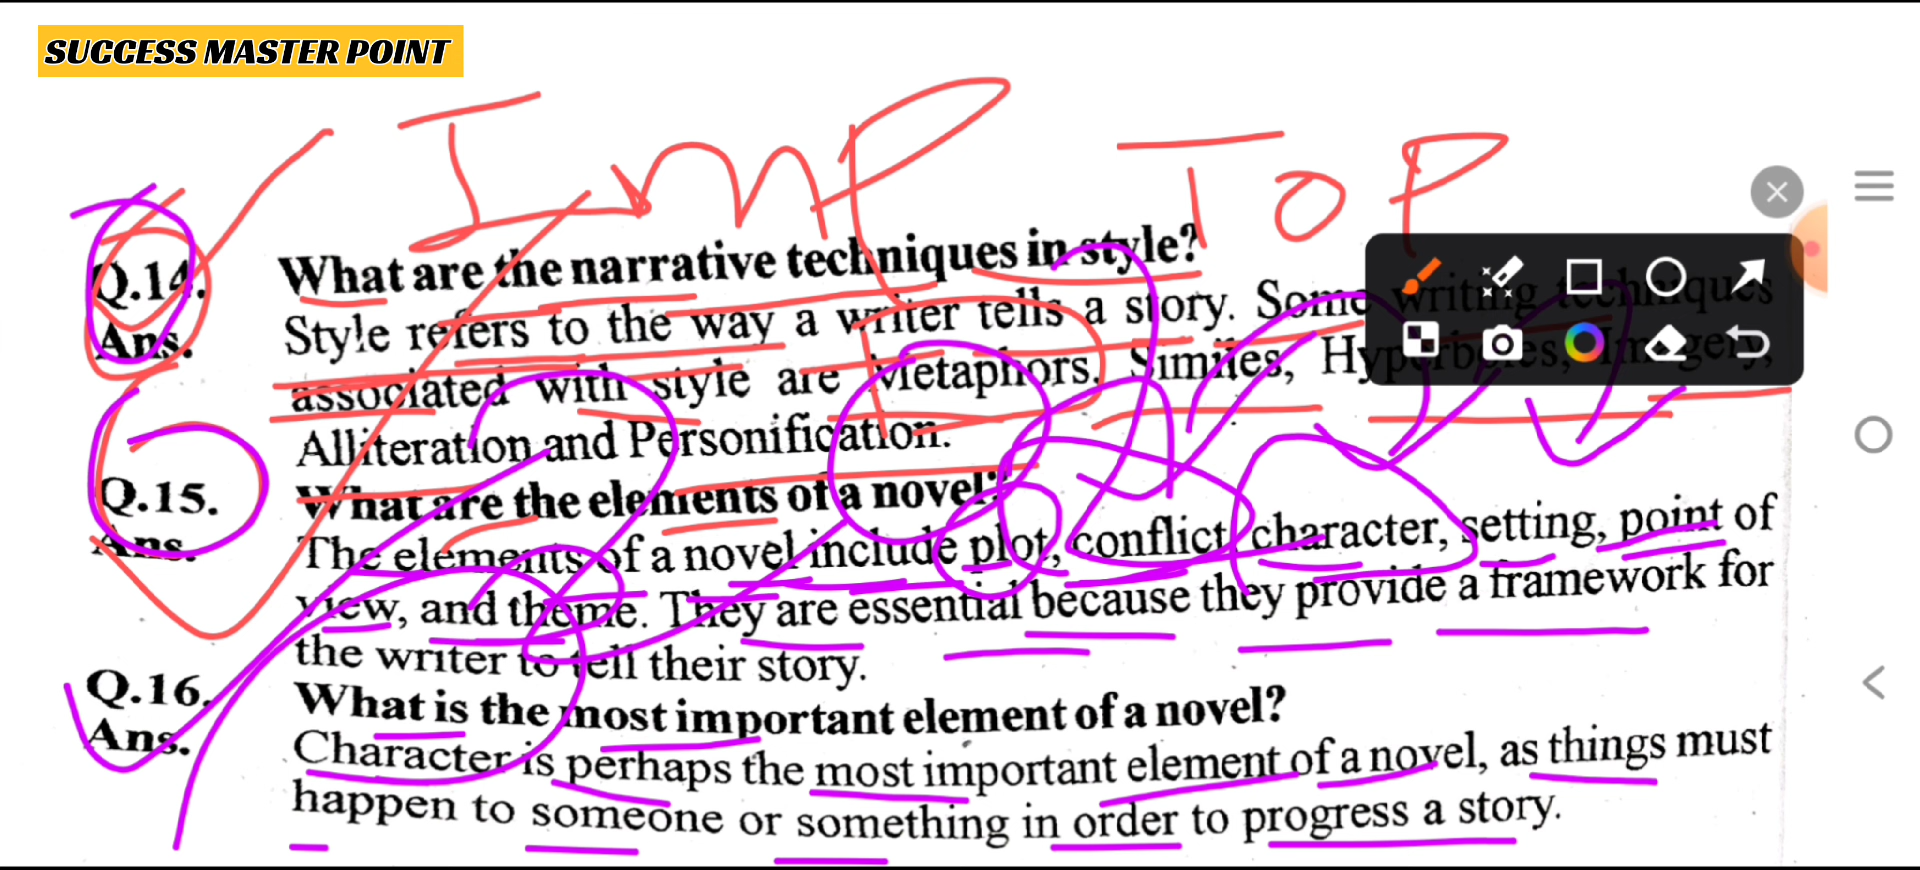 SUCCESS MASTER POINT
Imp TOP
Q.14. What are the narrative techniques in style?
Ans. Style refers to the way a writer tells a story. Some writing techniques
associated with style are Metaphors, Similes, Hyperboles, Imagery,
Alliteration and Personification.
Q.15. What are the elements of a novel?
Ans. The elements of a novel include plot, conflict, character, setting, point of
view, and theme. They are essential because they provide a framework for
the writer to tell their story.
Q.16. What is the most important element of a novel?
Ans. Character is perhaps the most important element of a novel, as things must
happen to someone or something in order to progress a story.